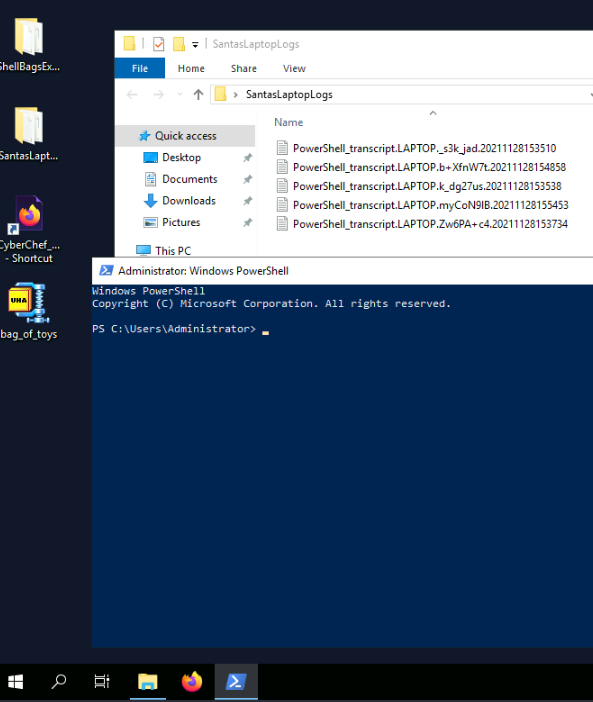 SantasLaptopLogs
File Home Share View
SantasLaptopLogs
Name
Quick access
Desktop
Documents
Downloads
Pictures
This PC
PowerShell_transcript.LAPTOP._s3k_jad.20211128153510
PowerShell_transcript.LAPTOP.b+XfnW7t.20211128154858
PowerShell_transcript.LAPTOP.k_dg27us.20211128153538
PowerShell_transcript.LAPTOP.myCoN9IB.20211128155453
PowerShell_transcript.LAPTOP.Zw6PA+c4.20211128153734
ShellBagsEx...
SantasLapt...
CyberChef_...
- Shortcut
UHA
bag_of_toys
Administrator: Windows PowerShell
Windows PowerShell
Copyright (C) Microsoft Corporation. All rights reserved.
PS C:\Users\Administrator>